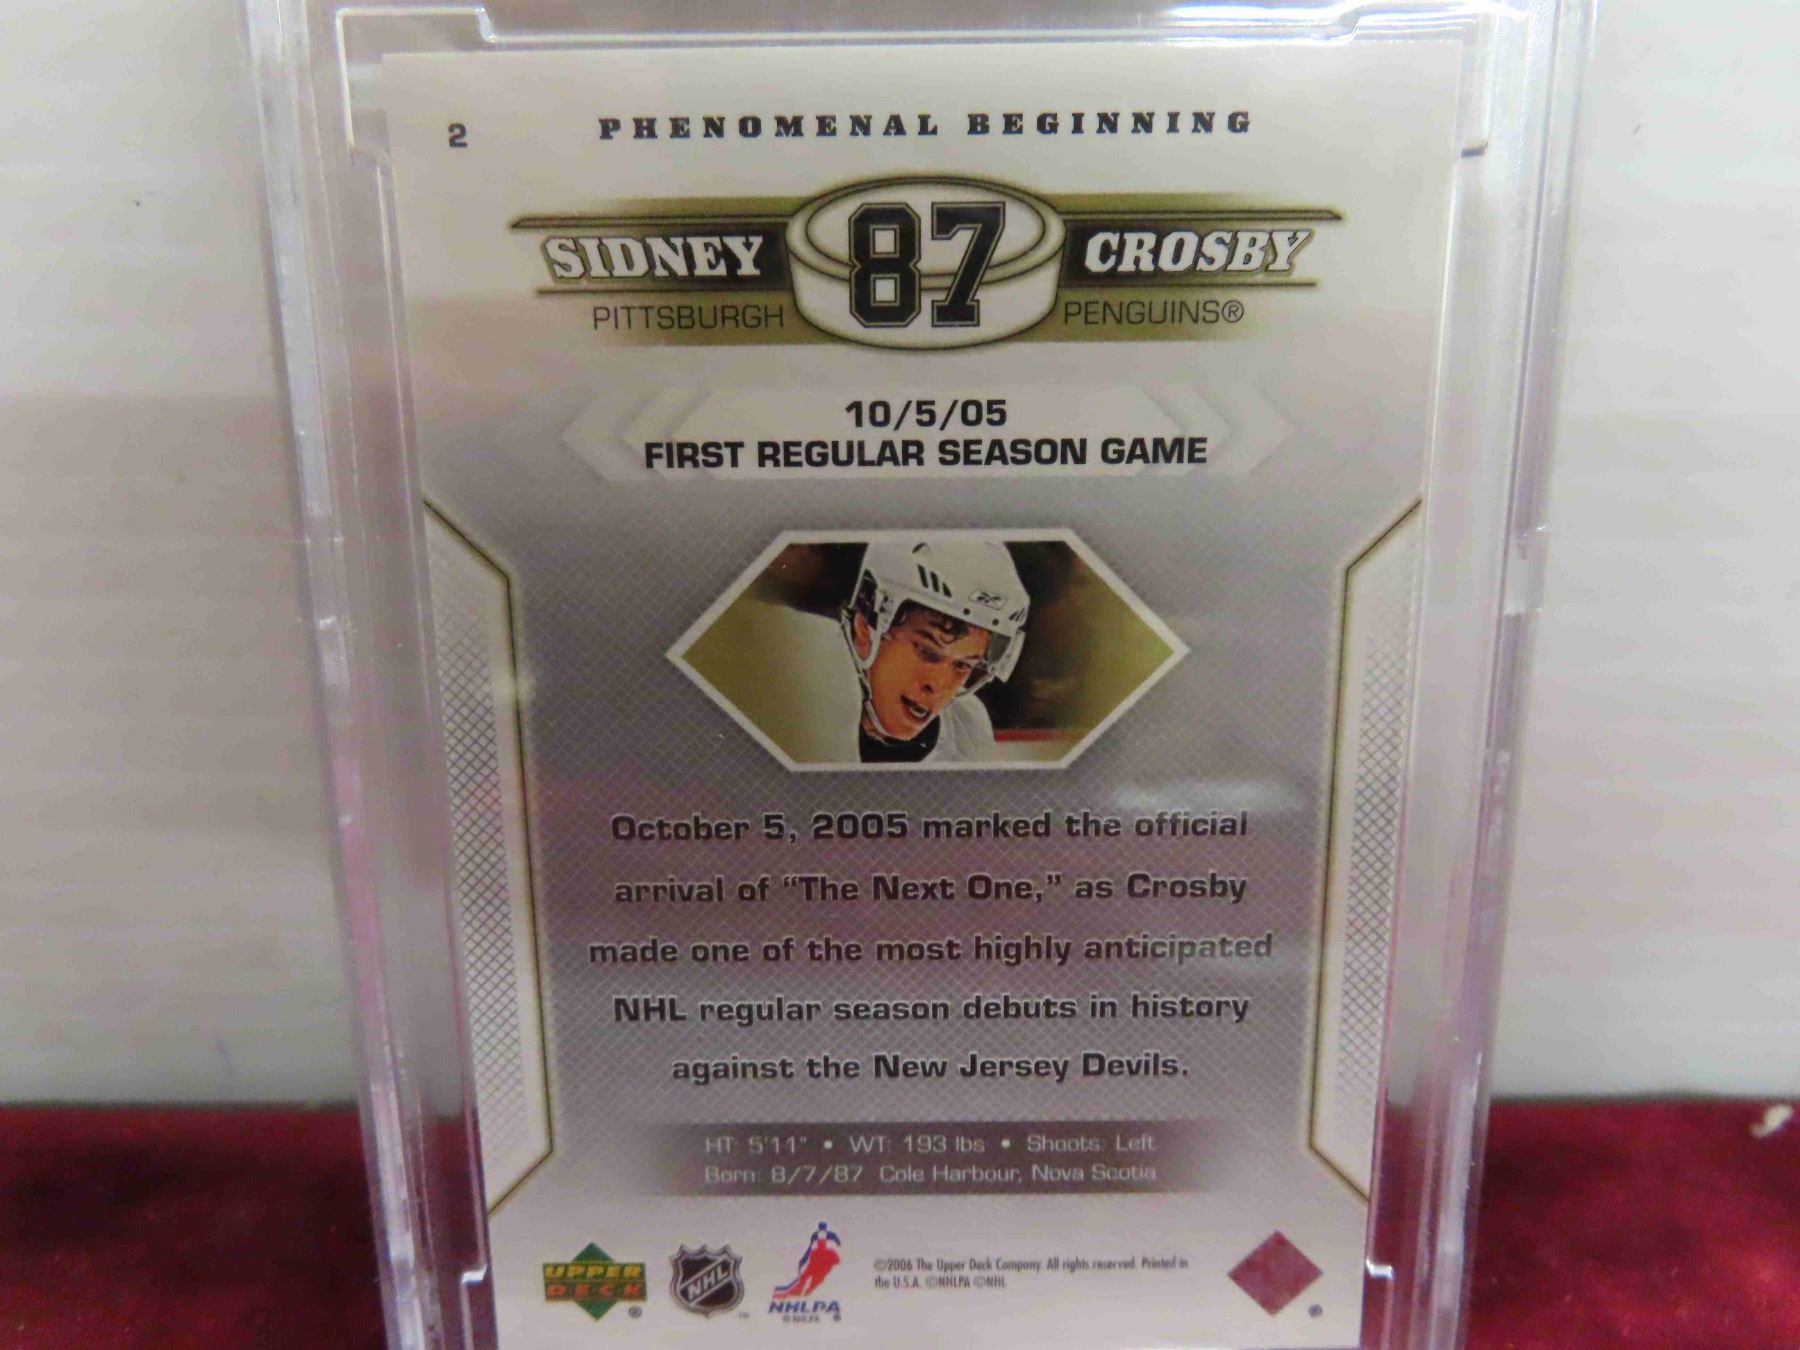 2
PHENOMENAL BEGINNING
SIDNEY 87 CROSBY
PITTSBURGH PENGUINS®
10/5/05
FIRST REGULAR SEASON GAME
October 5, 2005 marked the official
arrival of “The Next One,” as Crosby
made one of the most highly anticipated
NHL regular season debuts in history
against the New Jersey Devils.
HT: 5'11" • WT: 193 lbs • Shoots: Left
Born: 8/7/87 Cole Harbour, Nova Scotia
UPPER
DECK
®
NHL
™
NHLPA
©NHLPA ®
©2006 The Upper Deck Company. All rights reserved. Printed in
the U.S.A. ©NHLPA ©NHL
®